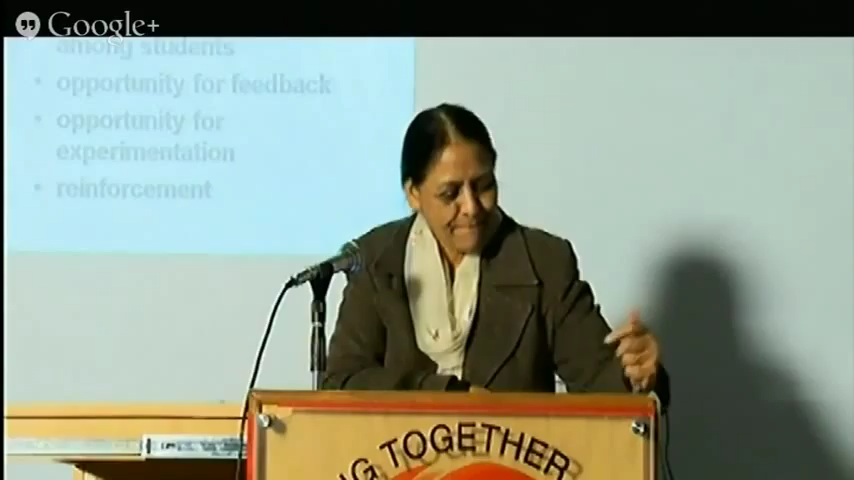 Google+
among students
• opportunity for feedback
• opportunity for
experimentation
• reinforcement
G TOGETHER